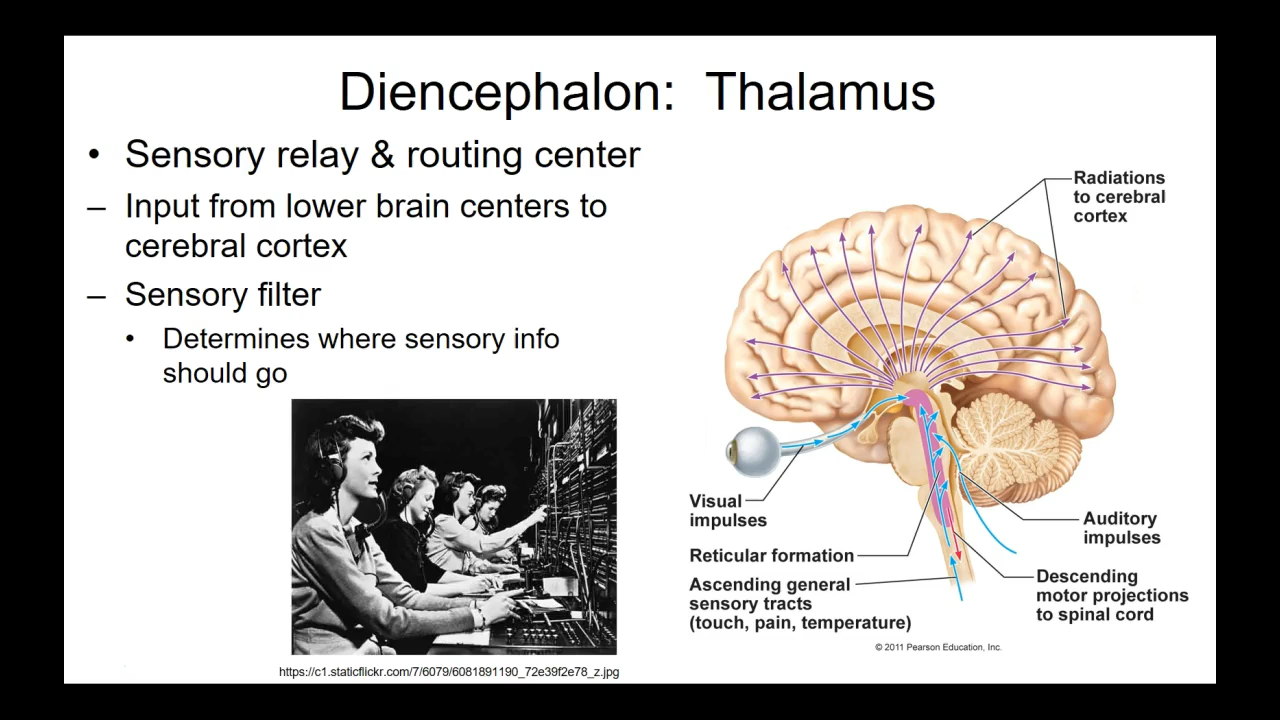 Diencephalon:  Thalamus
• Sensory relay & routing center
– Input from lower brain centers to
cerebral cortex
– Sensory filter
• Determines where sensory info
should go
https://c1.staticflickr.com/7/6079/6081891190_72e39f2e78_z.jpg
Radiations
to cerebral
cortex
Visual
impulses
Reticular formation
Ascending general
sensory tracts
(touch, pain, temperature)
Auditory
impulses
Descending
motor projections
to spinal cord
© 2011 Pearson Education, Inc.